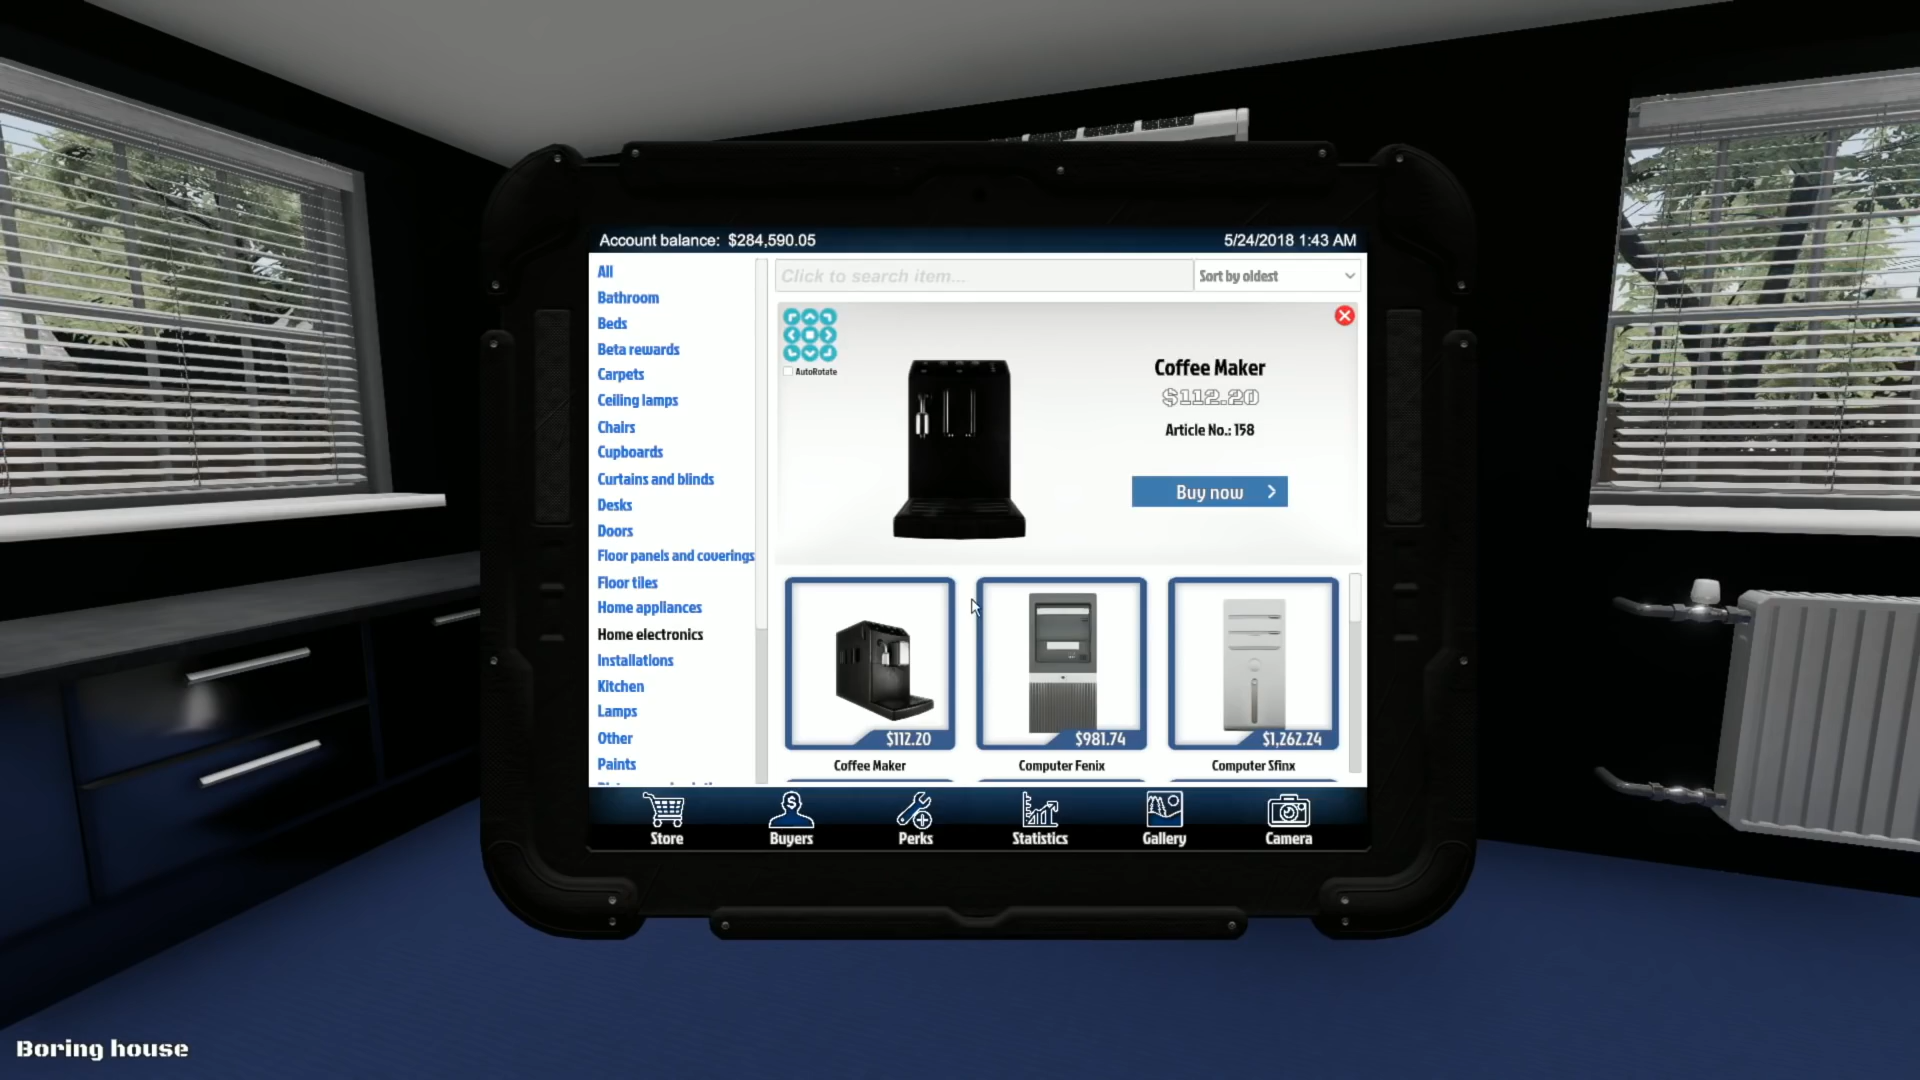 Account balance: $284,590.05
5/24/2018 1:43 AM
All
Bathroom
Beds
Beta rewards
Carpets
Ceiling lamps
Chairs
Cupboards
Curtains and blinds
Desks
Doors
Floor panels and coverings
Floor tiles
Home appliances
Home electronics
Installations
Kitchen
Lamps
Other
Paints
Click to search item...
Sort by oldest
AutoRotate
Coffee Maker
$112.20
Article No.: 158
Buy now
$112.20
$981.74
$1,262.24
Coffee Maker
Computer Fenix
Computer Sfinx
Store
Buyers
Perks
Statistics
Gallery
Camera
Boring house